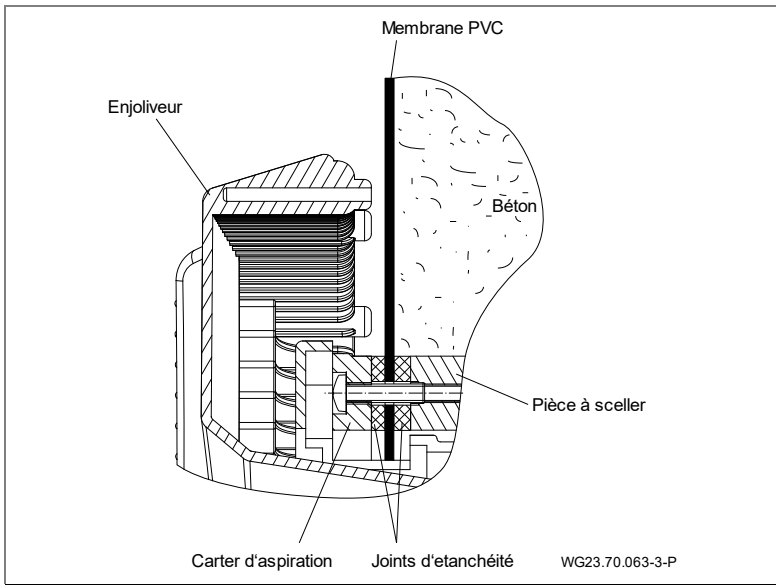 Membrane PVC
Enjoliveur
Béton
Pièce à sceller
Carter d'aspiration
Joints d'etanchéité
WG23.70.063-3-P